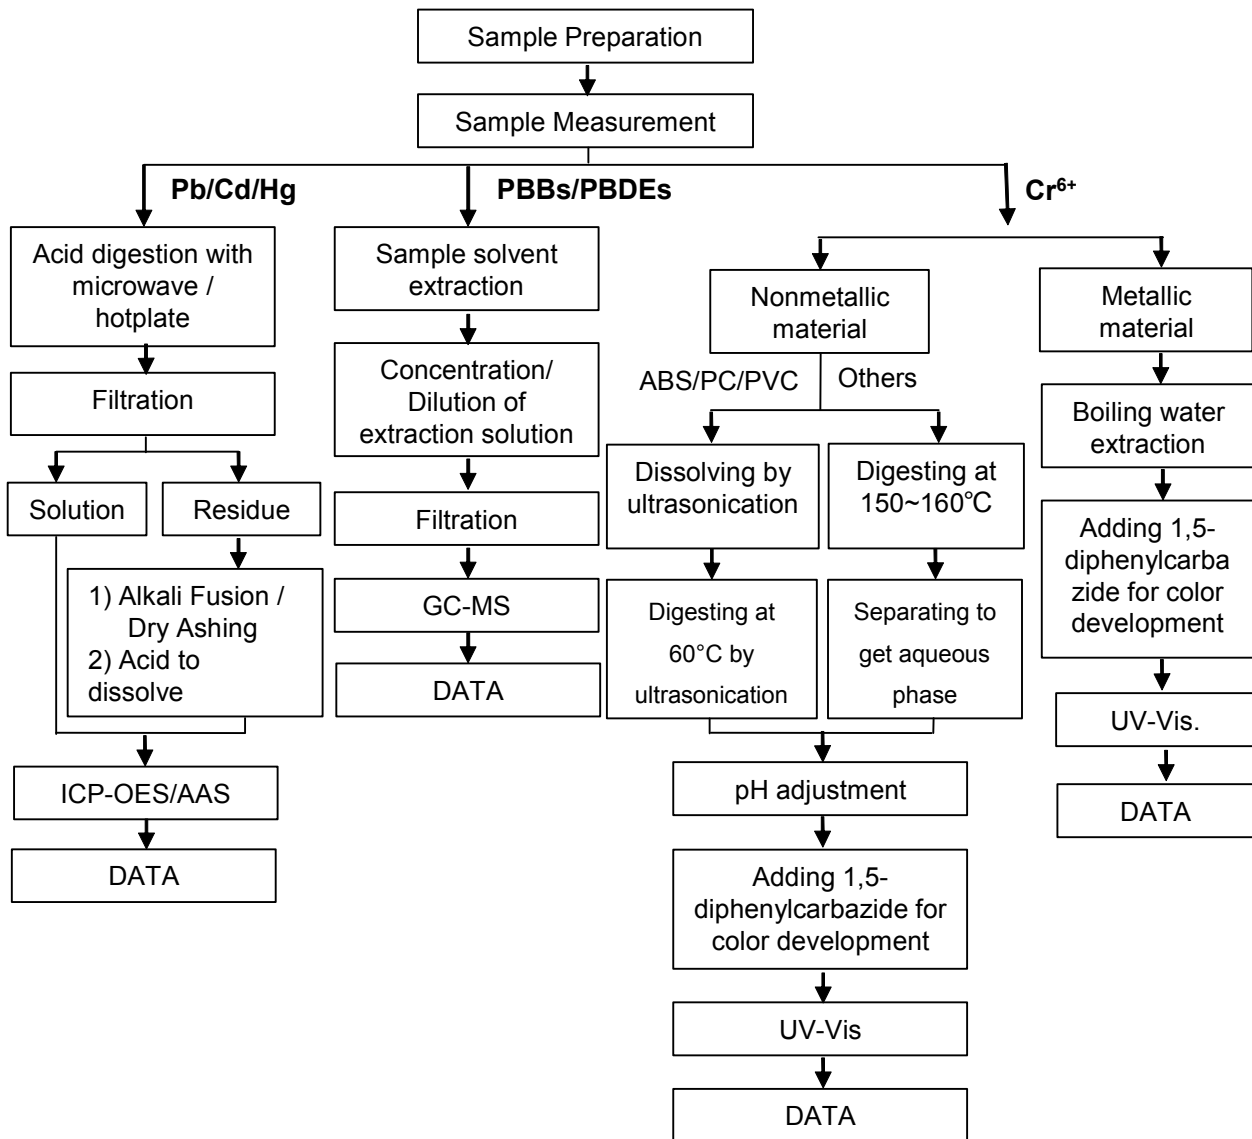 Sample Preparation
Sample Measurement
Pb/Cd/Hg
PBBs/PBDEs
Cr⁶⁺
Acid digestion with
microwave /
hotplate
Filtration
Solution
Residue
1) Alkali Fusion /
Dry Ashing
2) Acid to
dissolve
ICP-OES/AAS
DATA
Sample solvent
extraction
Concentration/
Dilution of
extraction solution
Filtration
GC-MS
DATA
Nonmetallic
material
ABS/PC/PVC
Others
Dissolving by
ultrasonication
Digesting at
60°C by
ultrasonication
Digesting at
150~160℃
Separating to
get aqueous
phase
pH adjustment
Adding 1,5-
diphenylcarbazide for
color development
UV-Vis
DATA
Metallic
material
Boiling water
extraction
Adding 1,5-
diphenylcarba
zide for color
development
UV-Vis.
DATA